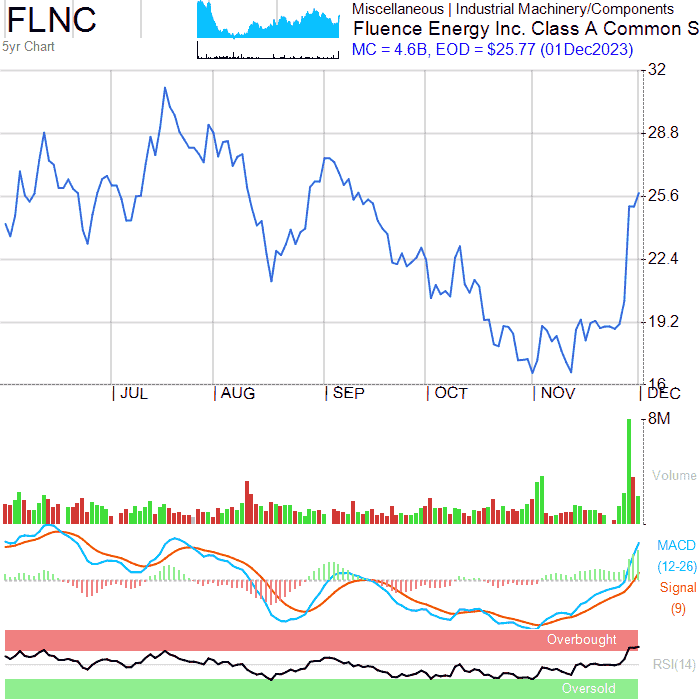 FLNC
5yr Chart
Miscellaneous | Industrial Machinery/Components
Fluence Energy Inc. Class A Common S
MC = 4.6B, EOD = $25.77 (01Dec2023)
32
28.8
25.6
22.4
19.2
16
JUL
AUG
SEP
OCT
NOV
DEC
8M
Volume
MACD
(12-26)
Signal
(9)
Overbought
RSI(14)
Oversold